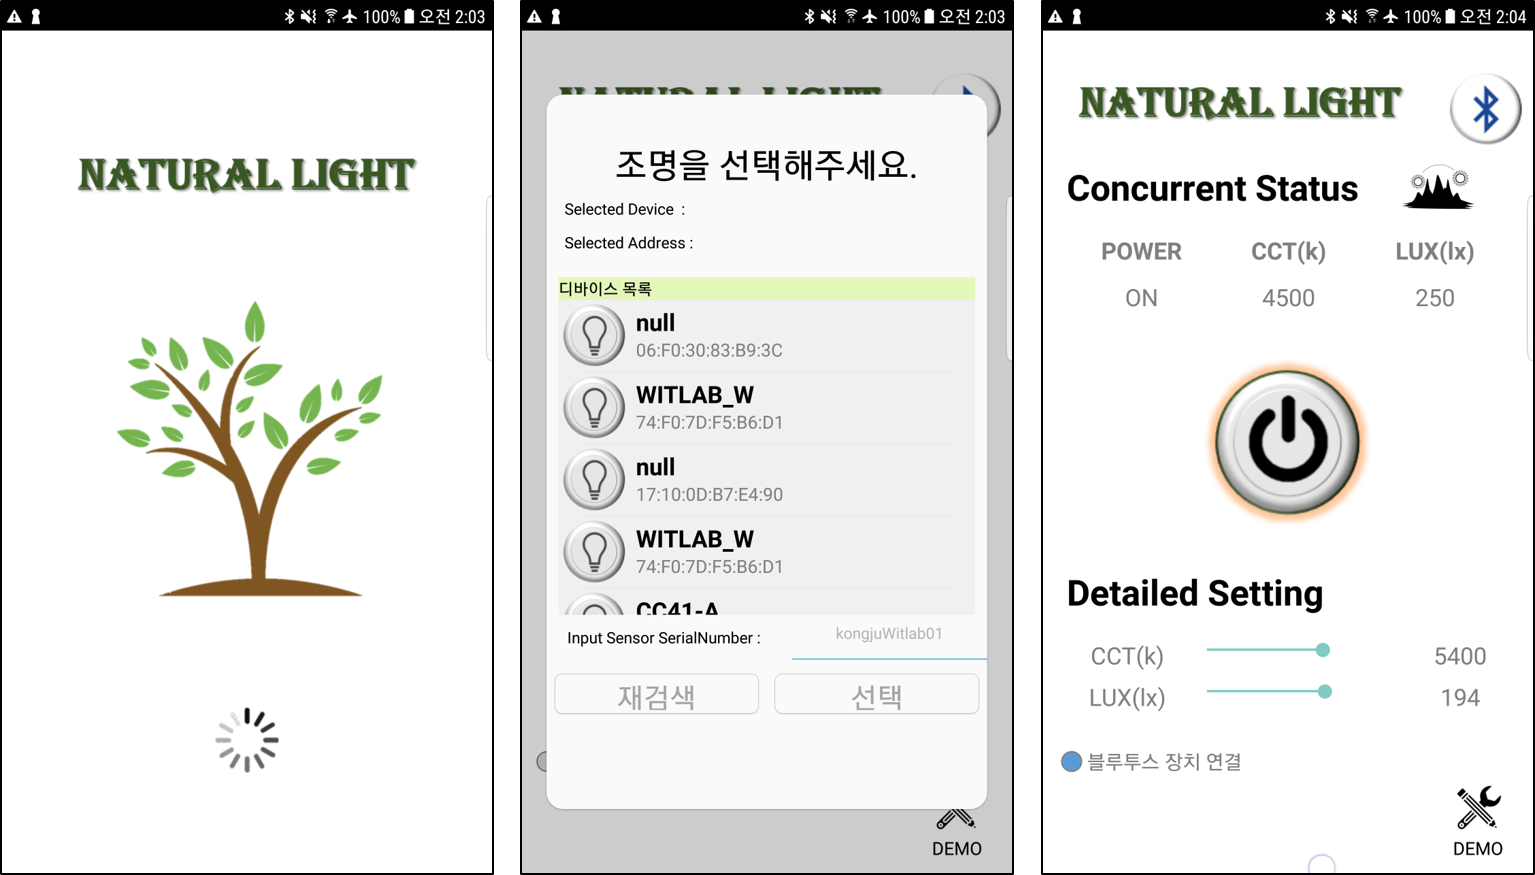 100% 오전 2:03
NATURAL LIGHT
100% 오전 2:03
NATURAL LIGHT
조명을 선택해주세요.
Selected Device :
Selected Address :
디바이스 목록
null
06:F0:30:83:B9:3C
WITLAB_W
74:F0:7D:F5:B6:D1
null
17:10:0D:B7:E4:90
WITLAB_W
74:F0:7D:F5:B6:D1
CC41-A
Input Sensor SerialNumber : kongjuWitlab01
재검색 선택
DEMO
100% 오전 2:04
NATURAL LIGHT
Concurrent Status
POWER CCT(k) LUX(lx)
ON 4500 250
Detailed Setting
CCT(k) 5400
LUX(lx) 194
블루투스 장치 연결
DEMO